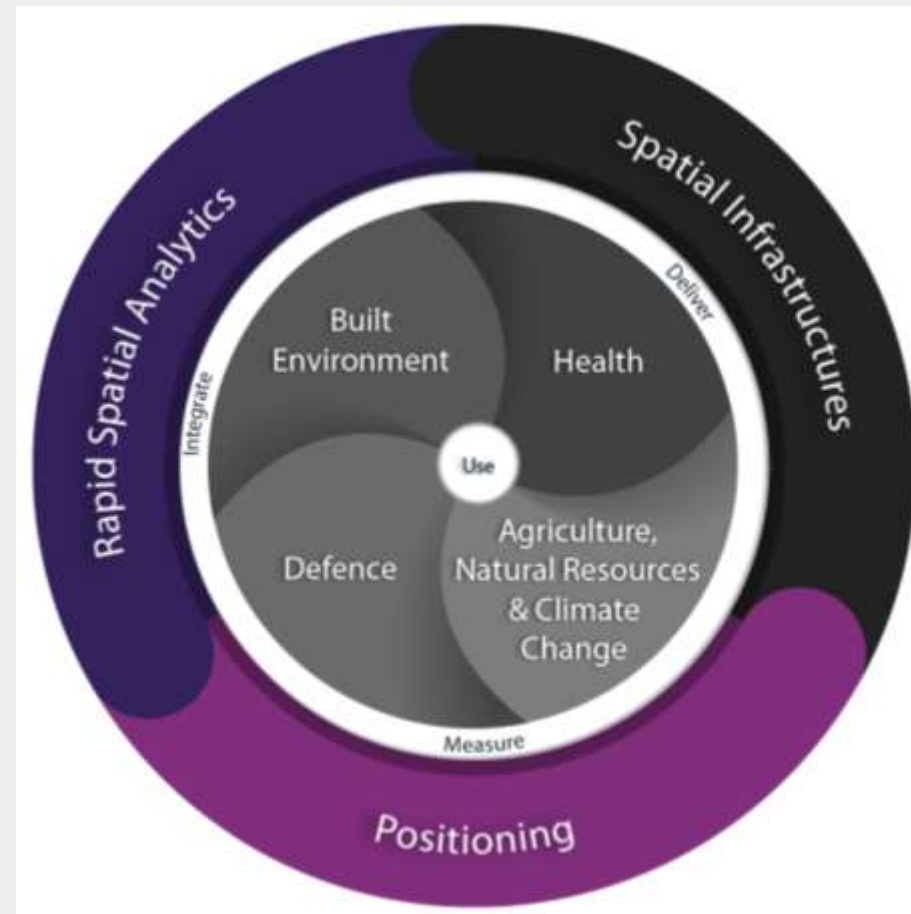 Rapid Spatial Analytics
Spatial Infrastructures
Positioning
Integrate
Deliver
Measure
Built
Environment
Health
Use
Defence
Agriculture,
Natural Resources
& Climate
Change